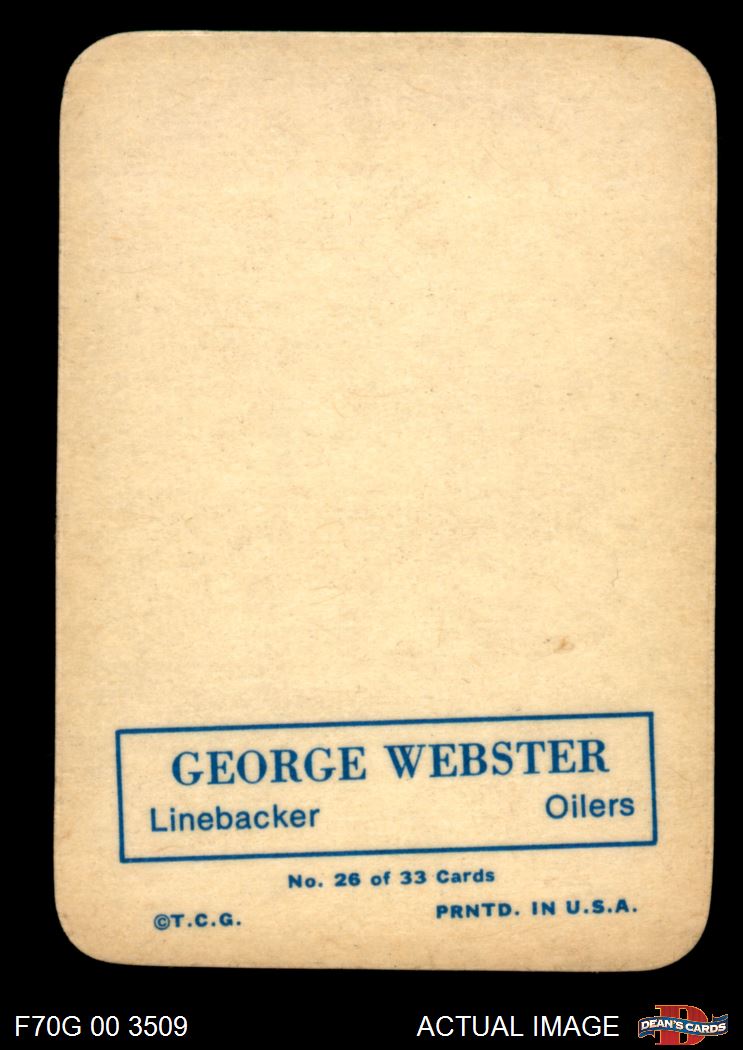 GEORGE WEBSTER
Linebacker Oilers
No. 26 of 33 Cards
©T.C.G. PRNTD. IN U.S.A.
F70G 00 3509 ACTUAL IMAGE DEAN'S CARDS